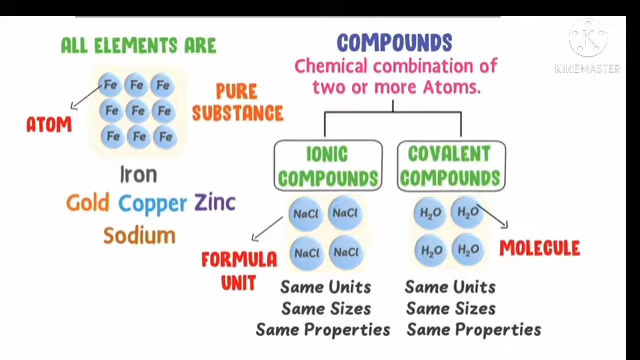 ALL ELEMENTS ARE
Fe Fe Fe
Fe Fe Fe
Fe Fe Fe
ATOM
PURE
SUBSTANCE
Iron
Gold Copper Zinc
Sodium
COMPOUNDS
Chemical combination of
two or more Atoms.
IONIC
COMPOUNDS
NaCl NaCl
NaCl NaCl
FORMULA
UNIT
Same Units
Same Sizes
Same Properties
COVALENT
COMPOUNDS
H₂O H₂O
H₂O H₂O
MOLECULE
Same Units
Same Sizes
Same Properties
KINEMASTER